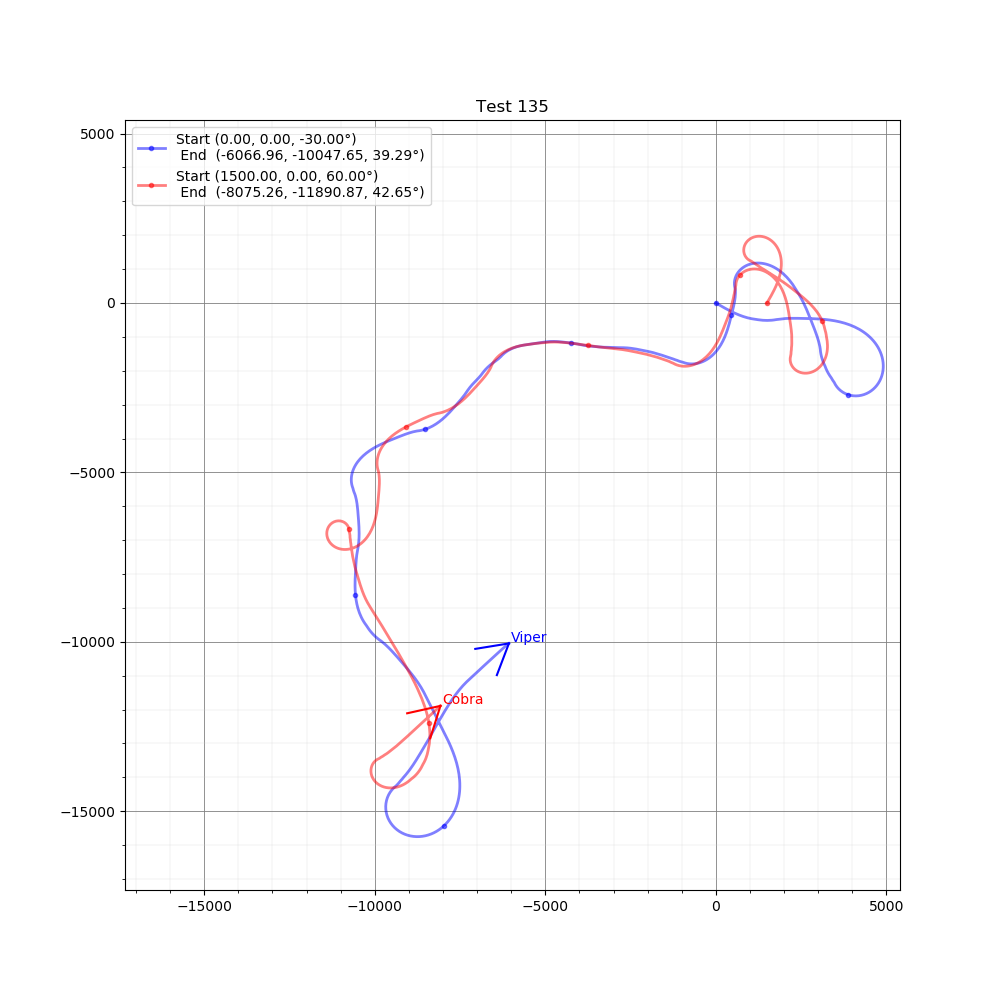 Test 135
Start (0.00, 0.00, -30.00°)
End (-6066.96, -10047.65, 39.29°)
Start (1500.00, 0.00, 60.00°)
End (-8075.26, -11890.87, 42.65°)
5000
0
−5000
−10000
−15000
Viper
Cobra
−15000 −10000 −5000 0 5000